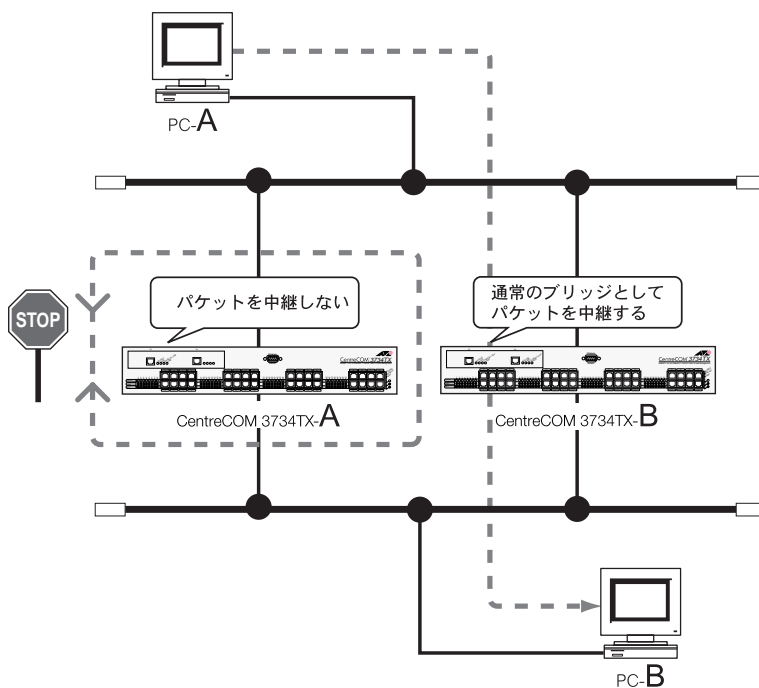 PC-A
STOP
パケットを中継しない
通常のブリッジとして
パケットを中継する
CentreCOM 3734TX
CentreCOM 3734TX
CentreCOM 3734TX-A
CentreCOM 3734TX-B
PC-B